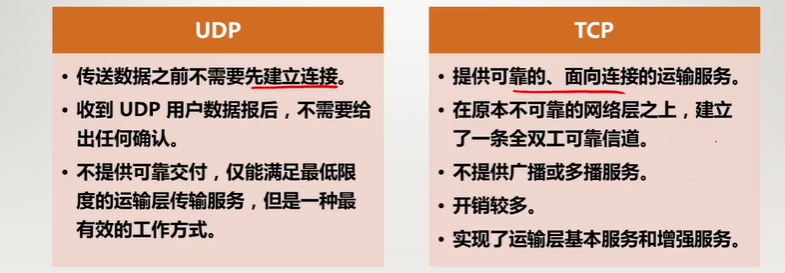 UDP
• 传送数据之前不需要先建立连接。
• 收到 UDP 用户数据报后，不需要给
出任何确认。
• 不提供可靠交付，仅能满足最低限
度的运输层传输服务，但是一种最
有效的工作方式。
TCP
• 提供可靠的、面向连接的运输服务。
• 在原本不可靠的网络层之上，建立
了一条全双工可靠信道。
• 不提供广播或多播服务。
• 开销较多。
• 实现了运输层基本服务和增强服务。